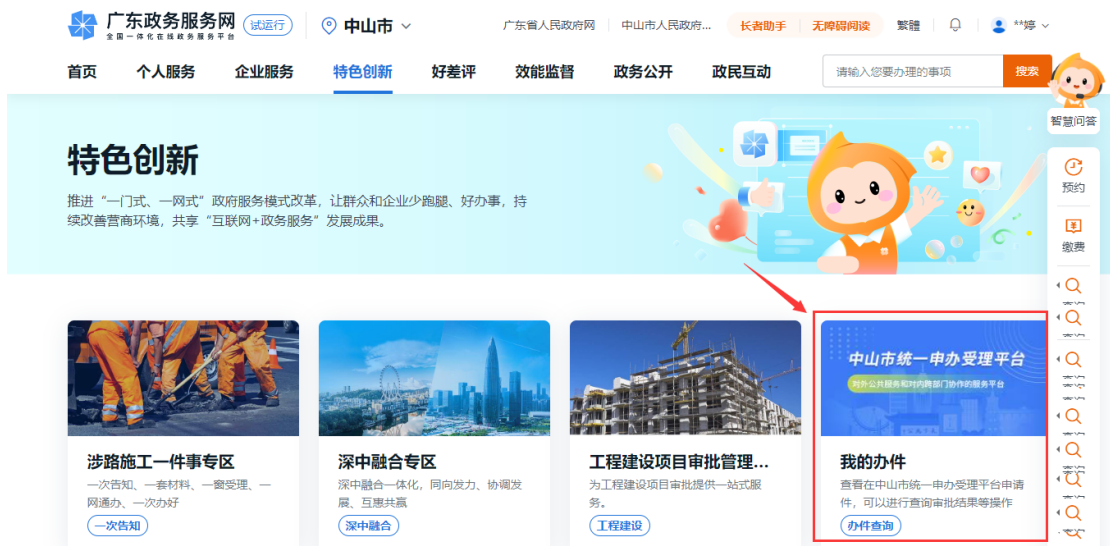 广东政务服务网
试运行
全国一体化在线政务服务平台
中山市
广东省人民政府网
中山市人民政府...
长者助手
无障碍阅读
繁體
**婷
首页
个人服务
企业服务
特色创新
好差评
效能监督
政务公开
政民互动
请输入您要办理的事项
搜索
智慧问答
预约
缴费
特色创新
推进“一门式、一网式”政府服务模式改革，让群众和企业少跑腿、好办事，持
续改善营商环境，共享“互联网+政务服务”发展成果。
中山市统一申办受理平台
对外公共服务和对内跨部门协作的服务平台
涉路施工一件事专区
一次告知、一套材料、一窗受理、一
网通办、一次办好
一次告知
深中融合专区
深中融合一体化，同向发力、协调发
展、互惠共赢
深中融合
工程建设项目审批管理...
为工程建设项目审批提供一站式服
务。
工程建设
我的办件
查看在中山市统一申办受理平台申请
件，可以进行查询审批结果等操作
办件查询